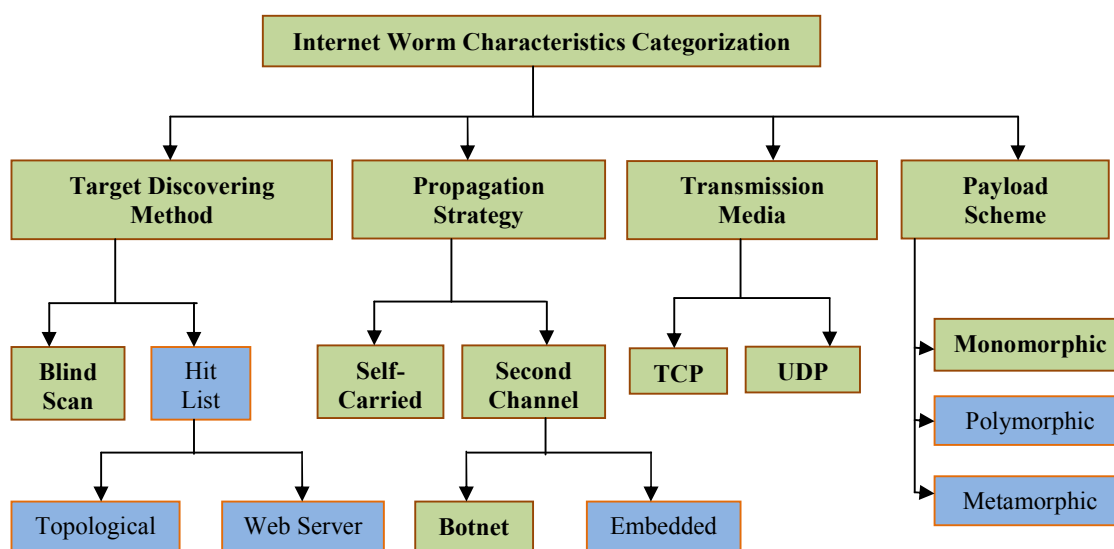 Internet Worm Characteristics Categorization
Target Discovering
Method
Propagation
Strategy
Transmission
Media
Payload
Scheme
Blind
Scan
Hit
List
Self-
Carried
Second
Channel
TCP
UDP
Monomorphic
Polymorphic
Metamorphic
Topological
Web Server
Botnet
Embedded